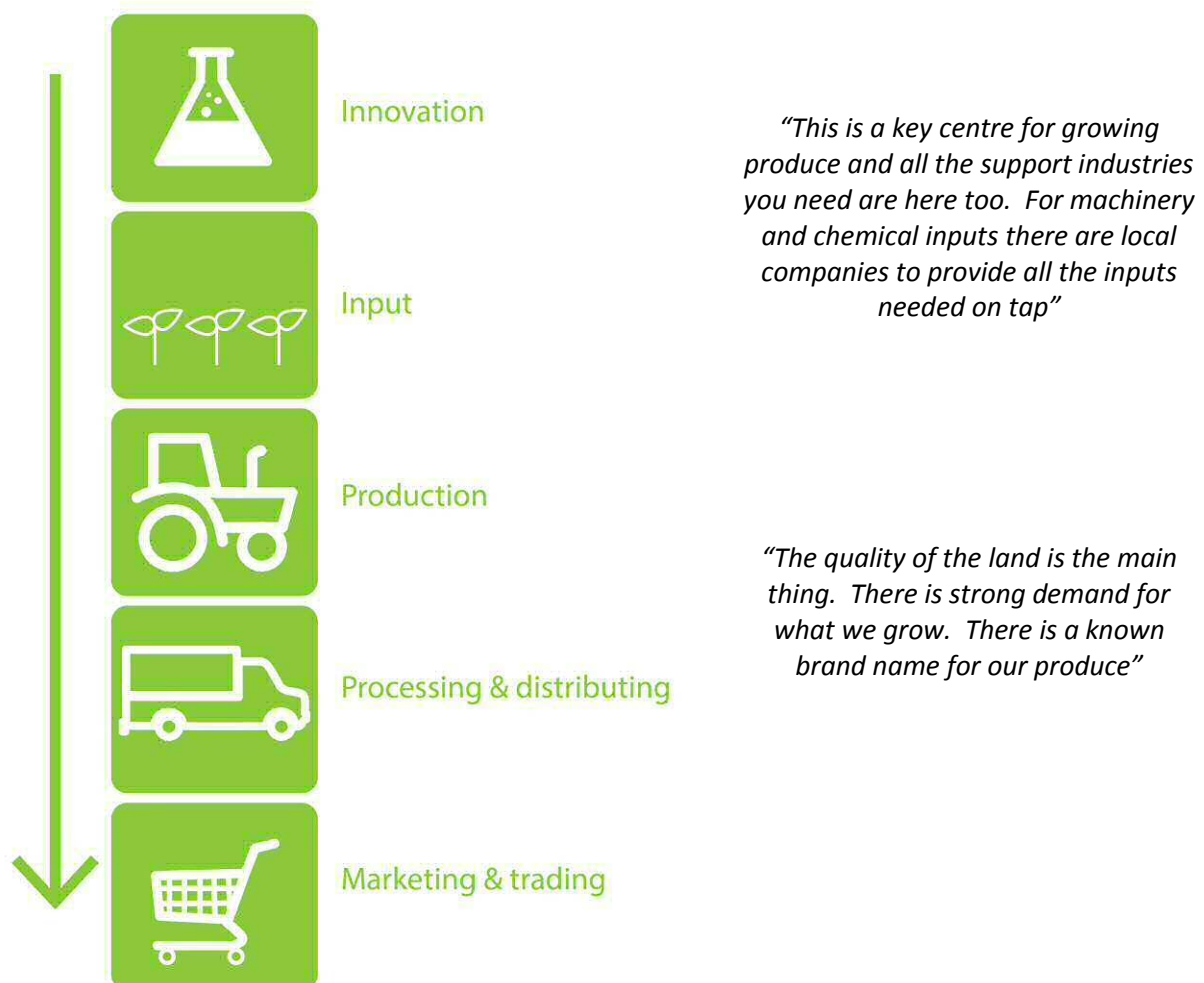 Innovation
“This is a key centre for growing
produce and all the support industries
you need are here too.  For machinery
and chemical inputs there are local
companies to provide all the inputs
needed on tap”
Input
Production
“The quality of the land is the main
thing.  There is strong demand for
what we grow.  There is a known
brand name for our produce”
Processing & distributing
Marketing & trading